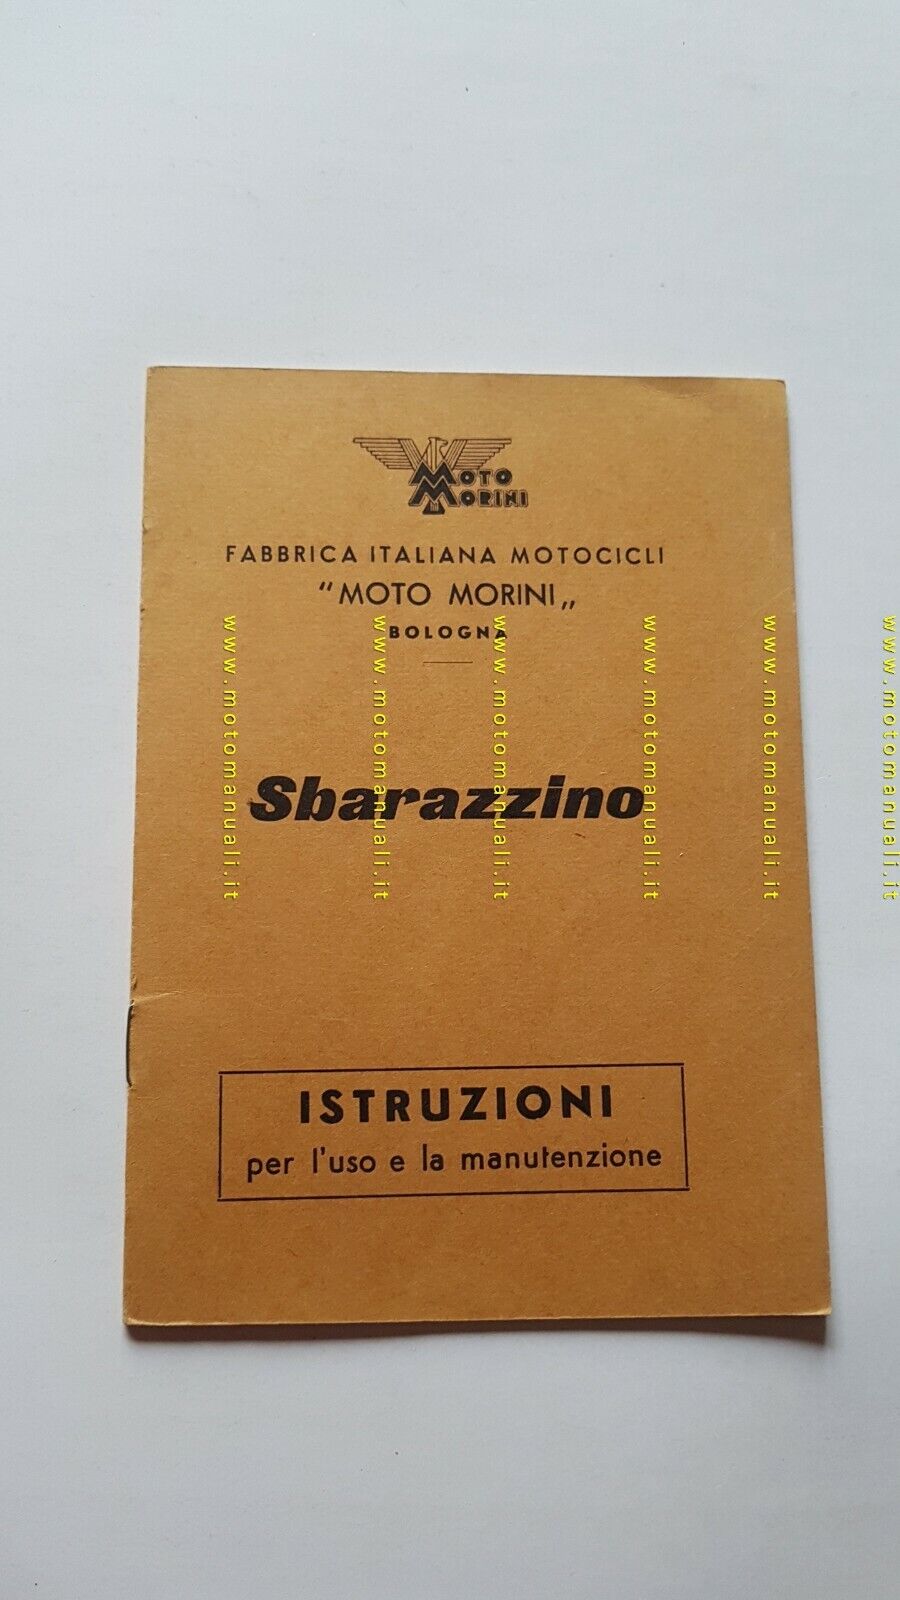 MOTO
MORINI
FABBRICA ITALIANA MOTOCICLI
"MOTO MORINI„
BOLOGNA
www.motomanuali.it
www.motomanuali.it
www.motomanuali.it
www.motomanuali.it
www.motomanuali.it
www.motomanuali.it
Sbarazzino
ISTRUZIONI
per l'uso e la manutenzione